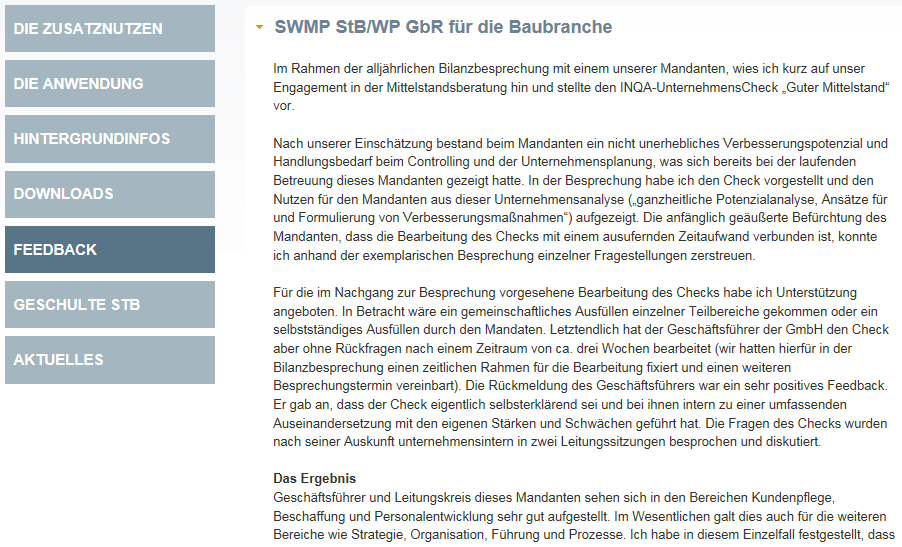 DIE ZUSATZNUTZEN
DIE ANWENDUNG
HINTERGRUNDINFOS
DOWNLOADS
FEEDBACK
GESCHULTE STB
AKTUELLES
SWMP StB/WP GbR für die Baubranche
Im Rahmen der alljährlichen Bilanzbesprechung mit einem unserer Mandanten, wies ich kurz auf unser
Engagement in der Mittelstandsberatung hin und stellte den INQA-UnternehmensCheck „Guter Mittelstand“
vor.
Nach unserer Einschätzung bestand beim Mandanten ein nicht unerhebliches Verbesserungspotenzial und
Handlungsbedarf beim Controlling und der Unternehmensplanung, was sich bereits bei der laufenden
Betreuung dieses Mandanten gezeigt hatte. In der Besprechung habe ich den Check vorgestellt und den
Nutzen für den Mandanten aus dieser Unternehmensanalyse („ganzheitliche Potenzialanalyse, Ansätze für
und Formulierung von Verbesserungsmaßnahmen“) aufgezeigt. Die anfänglich geäußerte Befürchtung des
Mandanten, dass die Bearbeitung des Checks mit einem ausufernden Zeitaufwand verbunden ist, konnte
ich anhand der exemplarischen Besprechung einzelner Fragestellungen zerstreuen.
Für die im Nachgang zur Besprechung vorgesehene Bearbeitung des Checks habe ich Unterstützung
angeboten. In Betracht wäre ein gemeinschaftliches Ausfüllen einzelner Teilbereiche gekommen oder ein
selbstständiges Ausfüllen durch den Mandaten. Letztendlich hat der Geschäftsführer der GmbH den Check
aber ohne Rückfragen nach einem Zeitraum von ca. drei Wochen bearbeitet (wir hatten hierfür in der
Bilanzbesprechung einen zeitlichen Rahmen für die Bearbeitung fixiert und einen weiteren
Besprechungstermin vereinbart). Die Rückmeldung des Geschäftsführers war ein sehr positives Feedback.
Er gab an, dass der Check eigentlich selbsterklärend sei und bei ihnen intern zu einer umfassenden
Auseinandersetzung mit den eigenen Stärken und Schwächen geführt hat. Die Fragen des Checks wurden
nach seiner Auskunft unternehmensintern in zwei Leitungssitzungen besprochen und diskutiert.
Das Ergebnis
Geschäftsführer und Leitungskreis dieses Mandanten sehen sich in den Bereichen Kundenpflege,
Beschaffung und Personalentwicklung sehr gut aufgestellt. Im Wesentlichen galt dies auch für die weiteren
Bereiche wie Strategie, Organisation, Führung und Prozesse. Ich habe in diesem Einzelfall festgestellt, dass